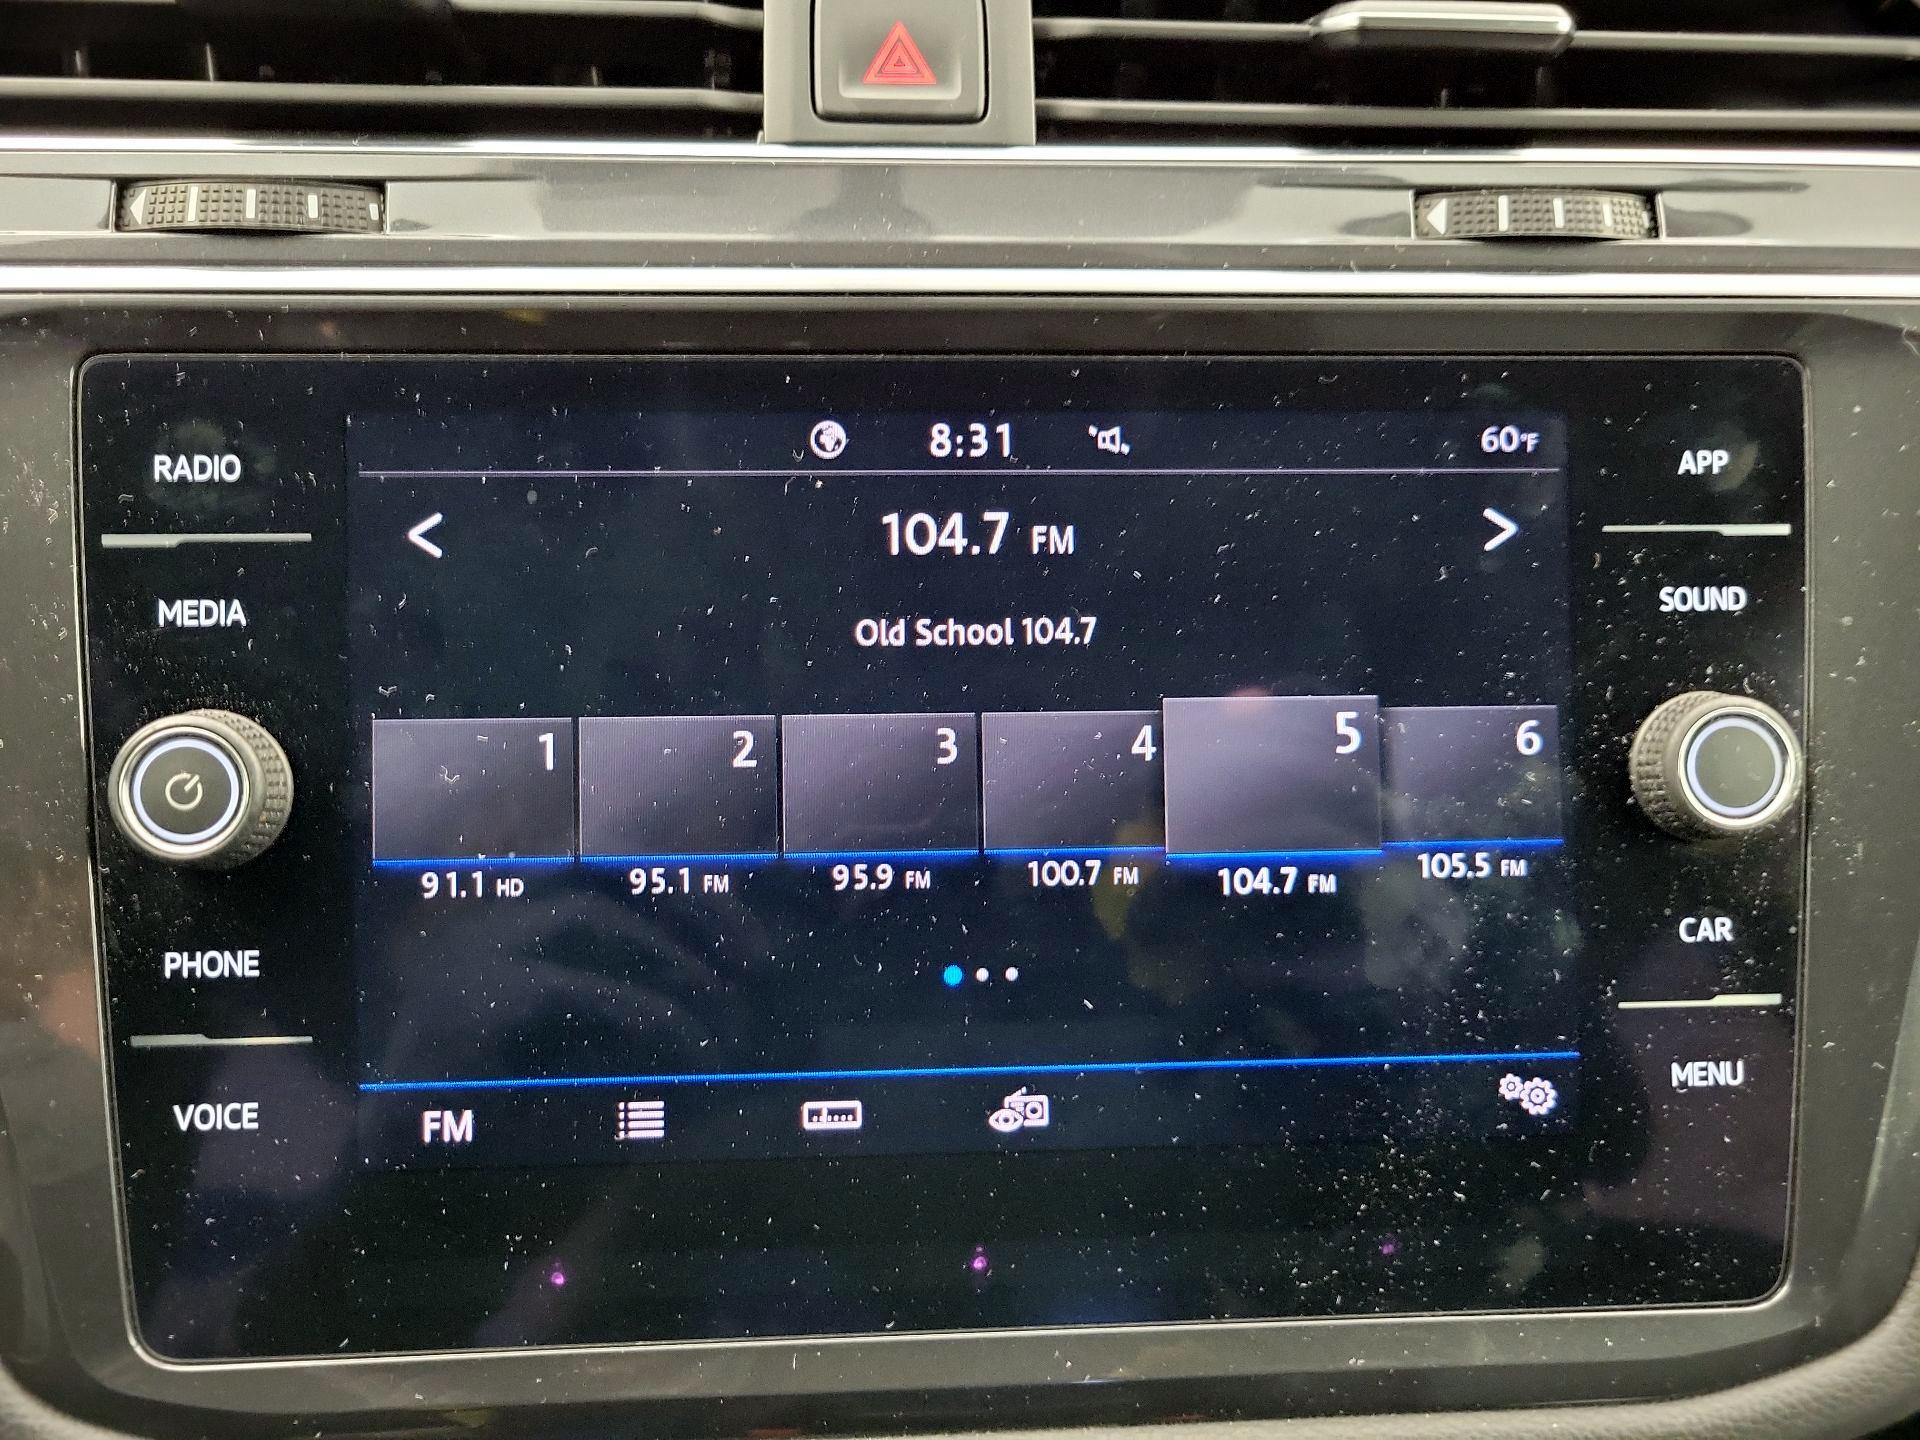 8:31 60°F
RADIO
APP
< 104.7 FM >
MEDIA
SOUND
Old School 104.7
1 2 3 4 5 6
91.1 HD 95.1 FM 95.9 FM 100.7 FM 104.7 FM 105.5 FM
PHONE
CAR
VOICE
MENU
FM